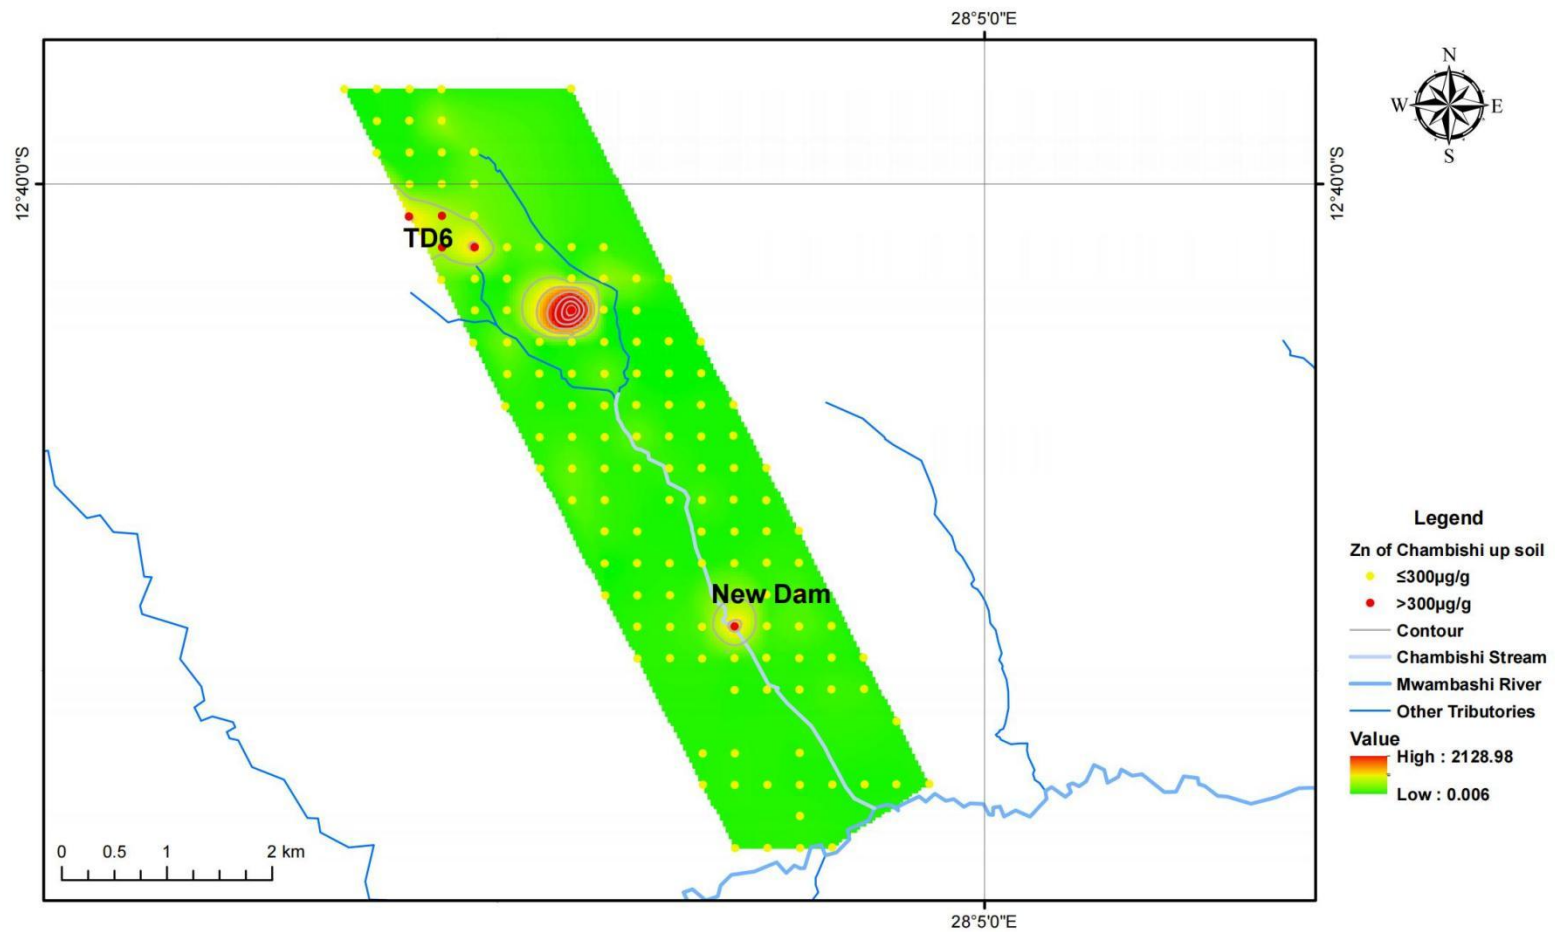 28°5'0"E
N
W
E
S
12°40'0"S
12°40'0"S
TD6
New Dam
Legend
Zn of Chambishi up soil
≤300µg/g
>300µg/g
Contour
Chambishi Stream
Mwambashi River
Other Tributories
Value
High : 2128.98
Low : 0.006
0 0.5 1 2 km
28°5'0"E